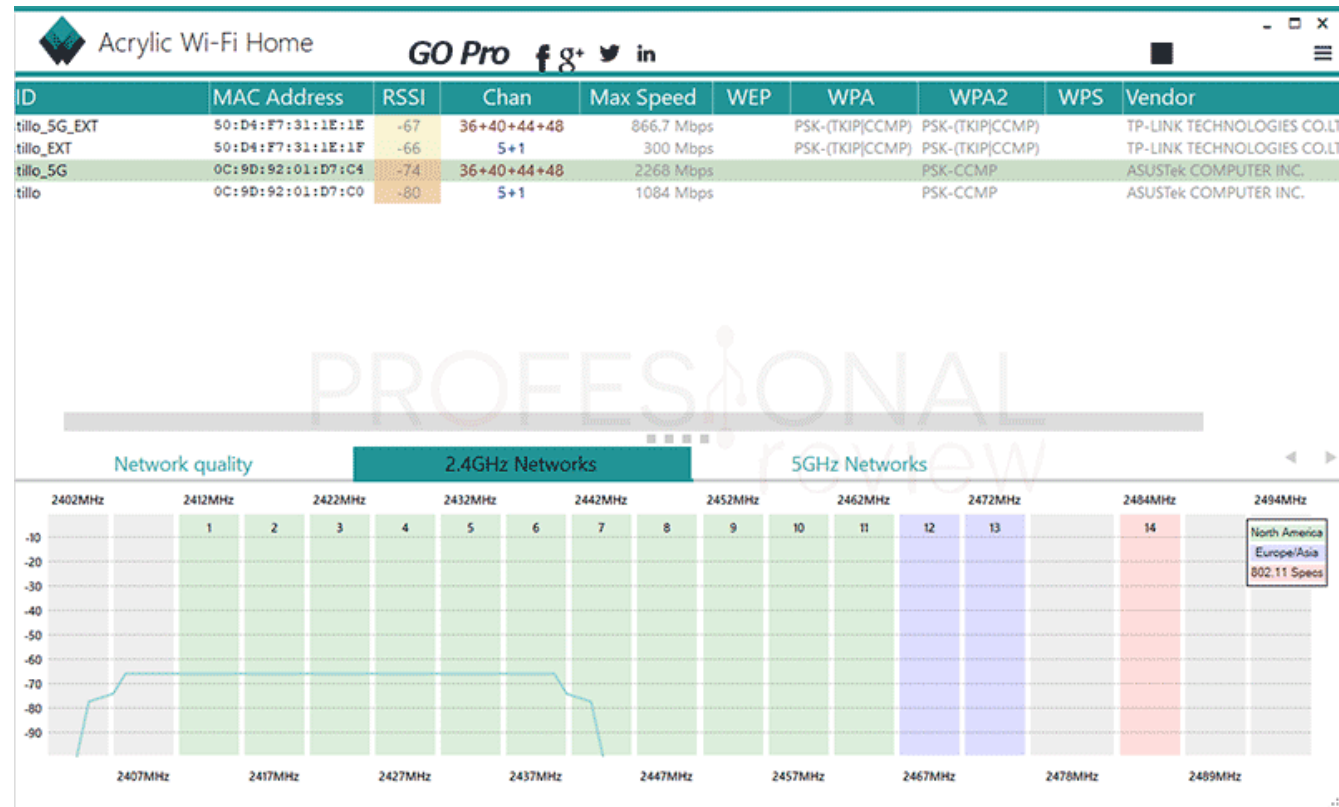 Acrylic Wi-Fi Home GO Pro f g+ in
ID MAC Address RSSI Chan Max Speed WEP WPA WPA2 WPS Vendor
tillo_5G_EXT 50:D4:F7:31:1E:1E -67 36+40+44+48 866.7 Mbps PSK-(TKIP|CCMP) PSK-(TKIP|CCMP) TP-LINK TECHNOLOGIES CO.LT
tillo_EXT 50:D4:F7:31:1E:1F -66 5+1 300 Mbps PSK-(TKIP|CCMP) PSK-(TKIP|CCMP) TP-LINK TECHNOLOGIES CO.LT
tillo_5G 0C:9D:92:01:D7:C4 -74 36+40+44+48 2268 Mbps PSK-CCMP ASUSTek COMPUTER INC.
tillo 0C:9D:92:01:D7:C0 -80 5+1 1084 Mbps PSK-CCMP ASUSTek COMPUTER INC.
PROFESIONAL
review
Network quality 2.4GHz Networks 5GHz Networks
2402MHz 2412MHz 2422MHz 2432MHz 2442MHz 2452MHz 2462MHz 2472MHz 2484MHz 2494MHz
1 2 3 4 5 6 7 8 9 10 11 12 13 14
North America
Europe/Asia
802.11 Specs
-10
-20
-30
-40
-50
-60
-70
-80
-90
2407MHz 2417MHz 2427MHz 2437MHz 2447MHz 2457MHz 2467MHz 2478MHz 2489MHz